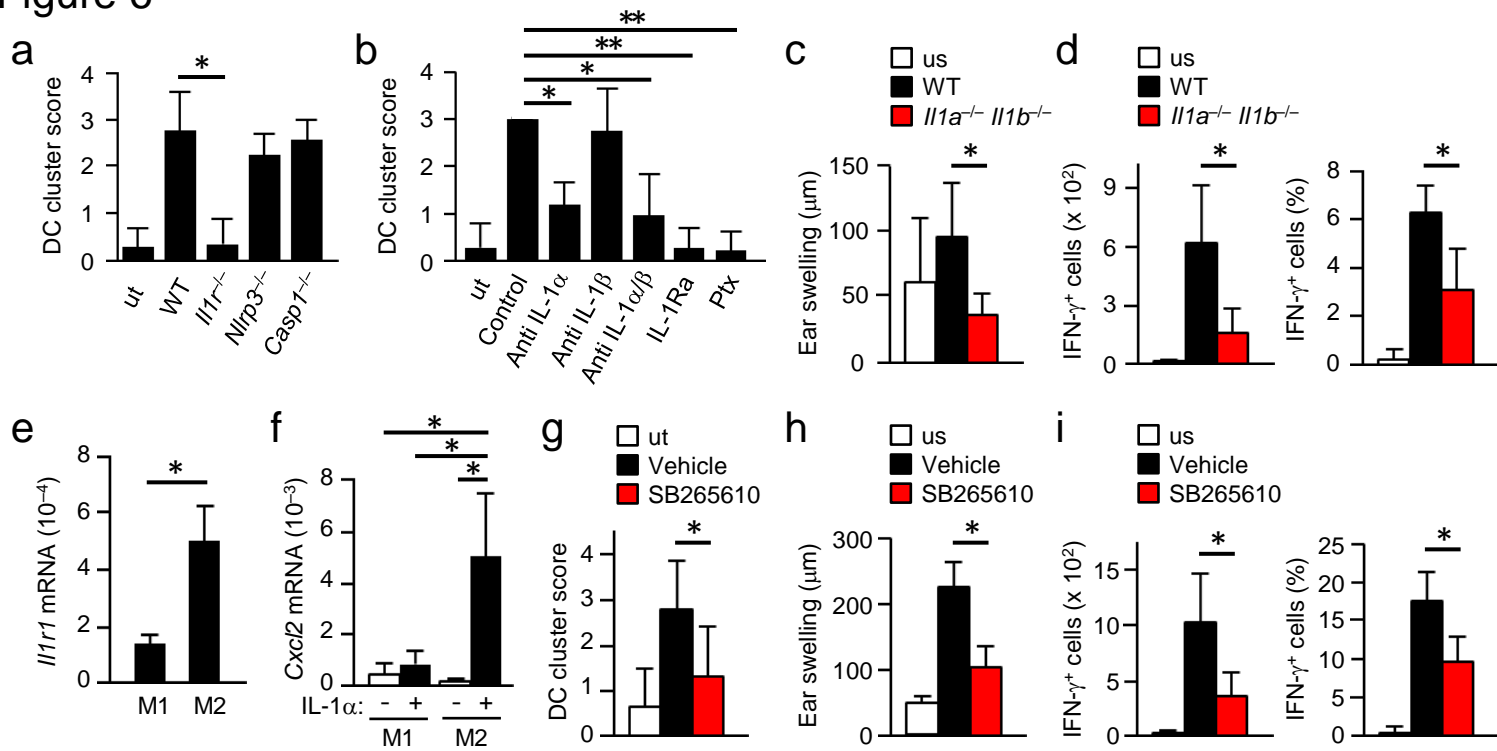 Figure 6
a
DC cluster score
4
3
2
1
0
*
ut
WT
Il1r–/–
Nlrp3–/–
Casp1–/–
b
DC cluster score
4
3
2
1
0
**
**
*
*
ut
Control
Anti IL-1α
Anti IL-1β
Anti IL-1α/β
IL-1Ra
Ptx
c
us
WT
Il1a–/– Il1b–/–
Ear swelling (μm)
150
100
50
0
*
d
us
WT
Il1a–/– Il1b–/–
IFN-γ+ cells (x 10²)
9
6
3
0
*
IFN-γ+ cells (%)
8
6
4
2
0
*
e
Il1r1 mRNA (10–4)
8
6
4
2
0
*
M1
M2
f
Cxcl2 mRNA (10–3)
8
6
4
2
0
*
*
*
IL-1α: - + - +
M1 M2
g
ut
Vehicle
SB265610
DC cluster score
4
3
2
1
0
*
h
us
Vehicle
SB265610
Ear swelling (μm)
300
200
100
0
*
i
us
Vehicle
SB265610
IFN-γ+ cells (x 10²)
15
10
5
0
*
IFN-γ+ cells (%)
25
20
15
10
5
0
*